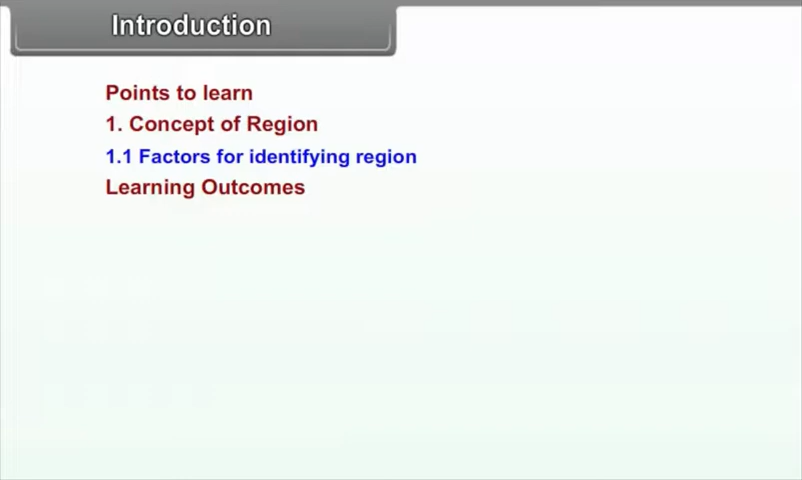 Introduction
Points to learn
1. Concept of Region
1.1 Factors for identifying region
Learning Outcomes